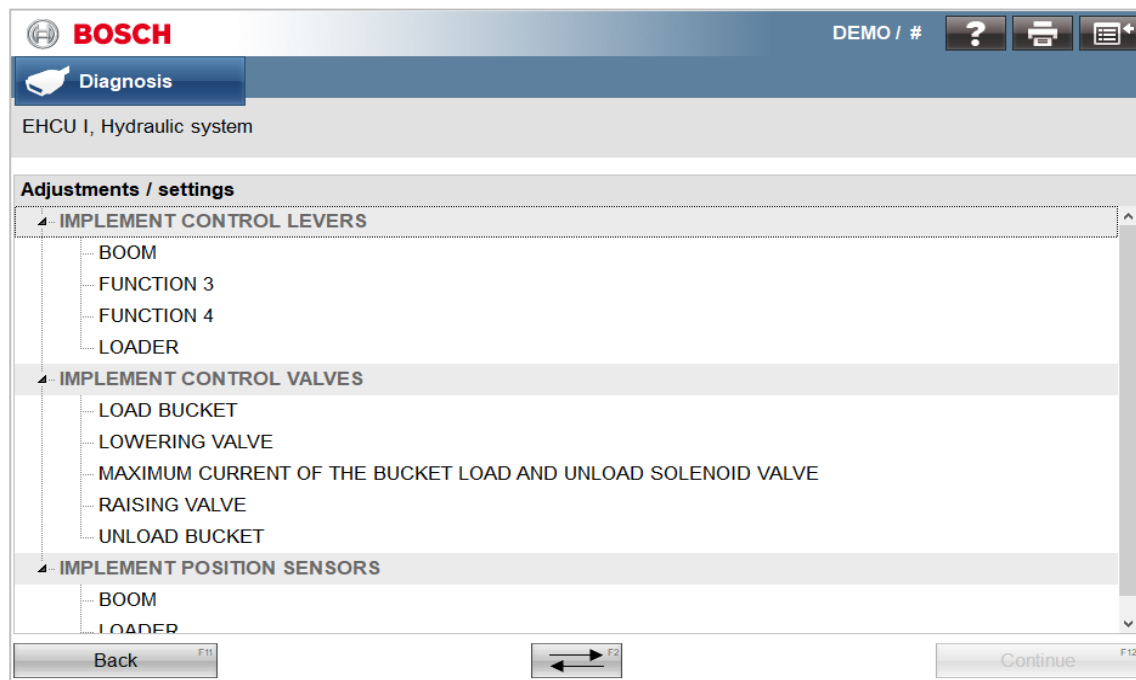 BOSCH
DEMO / #
?
Diagnosis
EHCU I, Hydraulic system
Adjustments / settings
IMPLEMENT CONTROL LEVERS
BOOM
FUNCTION 3
FUNCTION 4
LOADER
IMPLEMENT CONTROL VALVES
LOAD BUCKET
LOWERING VALVE
MAXIMUM CURRENT OF THE BUCKET LOAD AND UNLOAD SOLENOID VALVE
RAISING VALVE
UNLOAD BUCKET
IMPLEMENT POSITION SENSORS
BOOM
LOADER
Back F11
F2
Continue F12